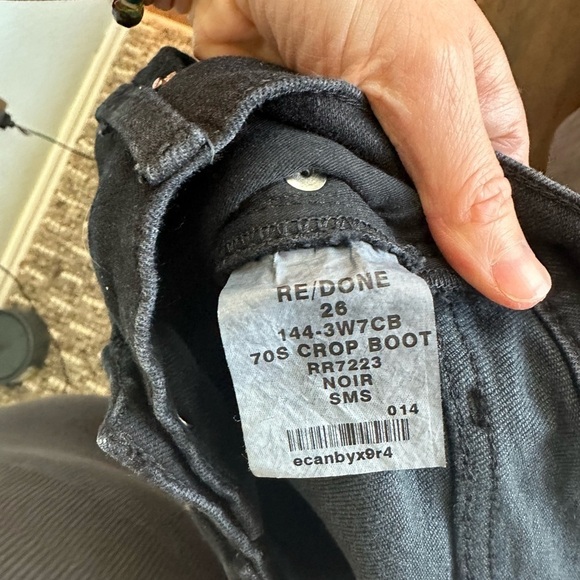 RE/DONE
26
144-3W7CB
70S CROP BOOT
RR7223
NOIR
SMS
014
ecanbyx9r4